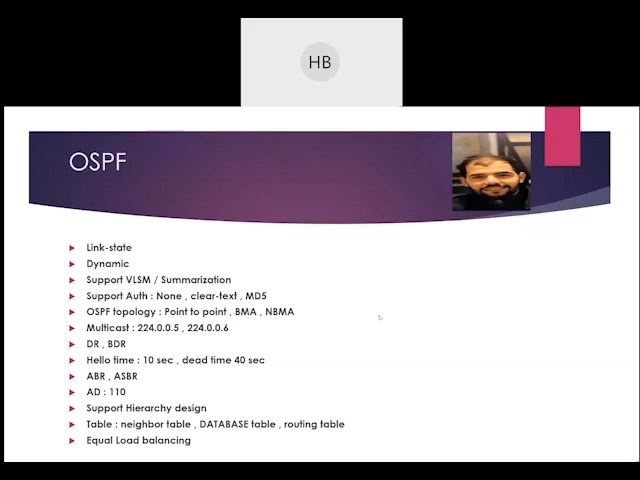 HB
OSPF
Link-state
Dynamic
Support VLSM / Summarization
Support Auth : None , clear-text , MD5
OSPF topology : Point to point , BMA , NBMA
Multicast : 224.0.0.5 , 224.0.0.6
DR , BDR
Hello time : 10 sec , dead time 40 sec
ABR , ASBR
AD : 110
Support Hierarchy design
Table : neighbor table , DATABASE table , routing table
Equal Load balancing